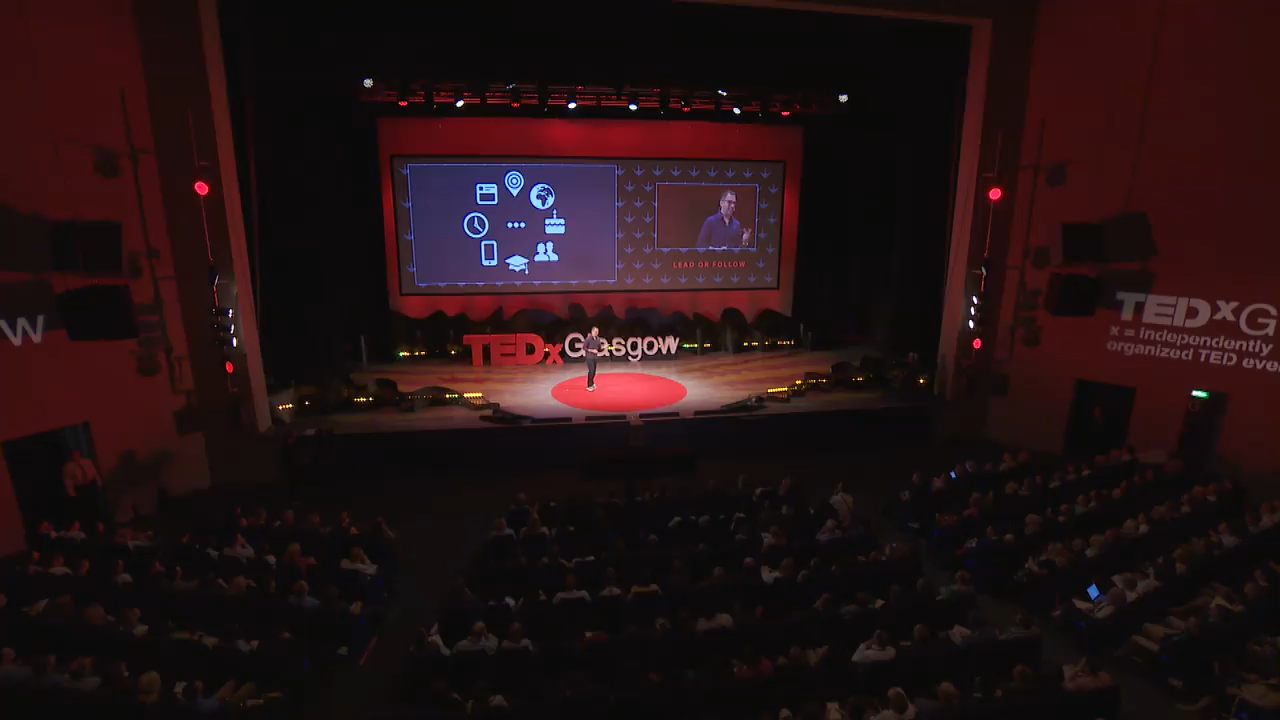 LEAD OR FOLLOW
TEDxGlasgow
W
TEDxG
x = independently
organized TED eve